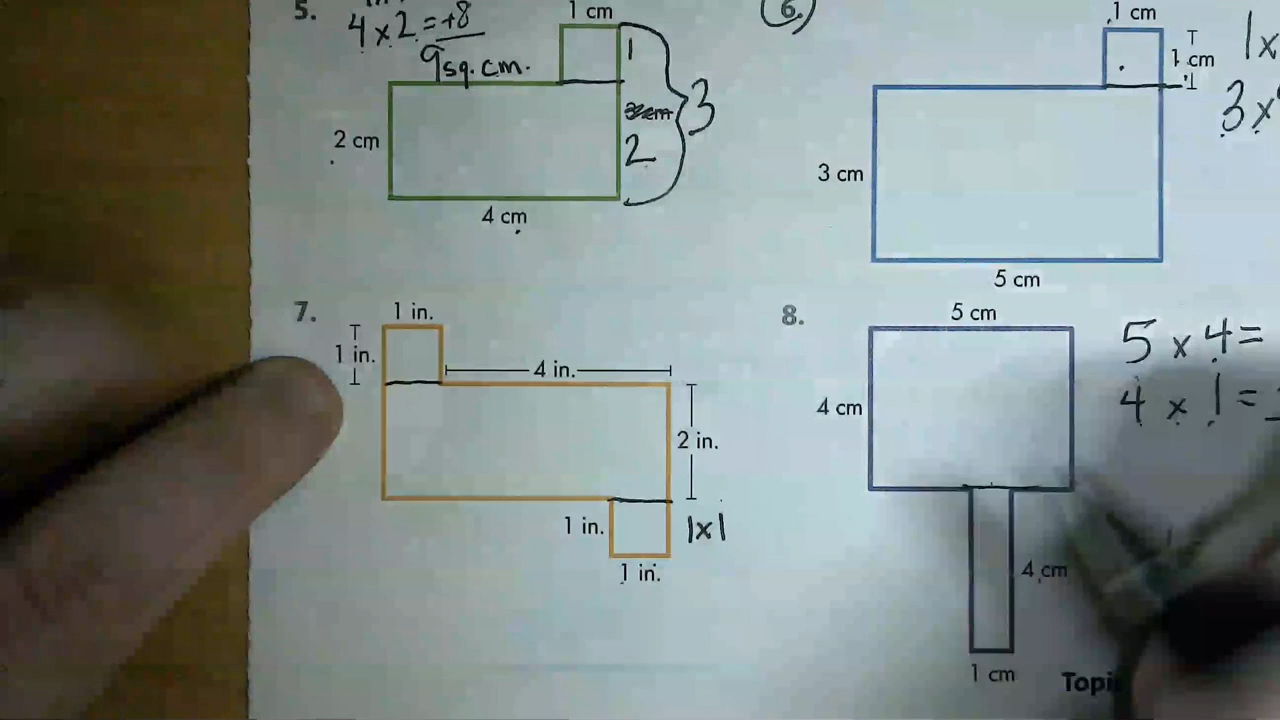 5.
4 x 2 = +8
9 sq. cm.
1 cm
1
2
3
2 cm
4 cm
6.
1 cm
1 cm
1x
3x
3 cm
5 cm
7.
1 in.
1 in.
4 in.
2 in.
1 in.
1x1
1 in.
8.
5 cm
5 x 4 =
4 cm
4 x 1 =
4 cm
1 cm